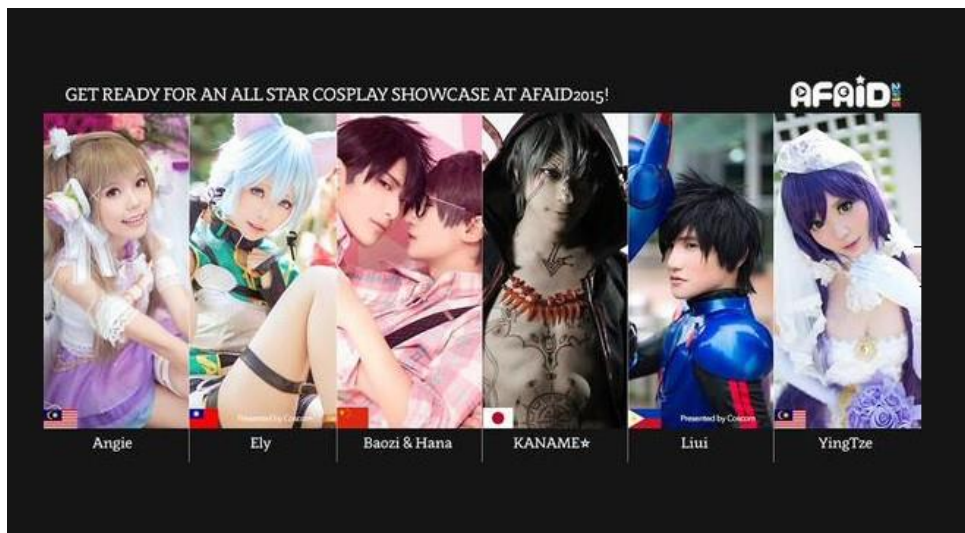 GET READY FOR AN ALL STAR COSPLAY SHOWCASE AT AFAID2015!
AFAID 2015
Presented by Coscom
Presented by Coscom
Angie
Ely
Baozi & Hana
KANAME☆
Liui
YingTze